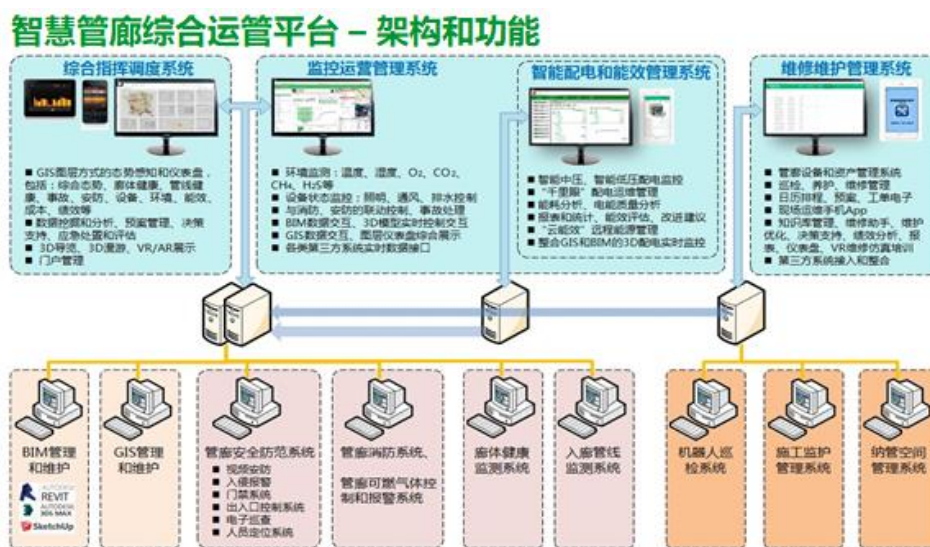 智慧管廊综合运管平台 – 架构和功能
综合指挥调度系统
■ GIS图层方式的态势感知和仪表盘，
包括：综合态势、廊体健康、管线健
康、事故、安防、设备、环境、能效、
成本、绩效等
■ 数据挖掘和分析、预案管理、决策
支持、应急处置和评估
■ 3D导览、3D漫游、VR/AR展示
■ 门户管理
监控运营管理系统
■ 环境监测：温度、湿度、O₂、CO₂、
CH₄、H₂S等
■ 设备状态监控：照明、通风、排水控制
■ 与消防、安防的联动控制、事故处理
■ BIM数据交互、3D模型实时控制交互
■ GIS数据交互、图层仪表盘综合展示
■ 各类第三方系统实时数据接口
智能配电和能效管理系统
■ 智能中压、智能低压配电监控
■ “千里眼”配电运维管理
■ 能耗分析、电能质量分析
■ 报表和统计、能效评估、改进建议
■ “云能效”远程能源管理
■ 整合GIS和BIM的3D配电实时监控
维修维护管理系统
■ 管廊设备和资产管理系统
■ 巡检、养护、维修管理
■ 日历排程、预案、工单电子
■ 现场运维手机App
■ 知识库管理、维修助手、维护
优化、决策支持、绩效分析、报
表、仪表盘、VR维修仿真培训
■ 第三方系统接入和整合
BIM管理
和维护
AUTODESK
REVIT
AUTODESK
3DS MAX
SketchUp
GIS管理
和维护
管廊安全防范系统
■ 视频安防
■ 入侵报警
■ 门禁系统
■ 出入口控制系统
■ 电子巡查
■ 人员定位系统
管廊消防系统、
管廊可燃气体控
制和报警系统
廊体健康
监测系统
入廊管线
监测系统
机器人巡
检系统
施工监护
管理系统
纳管空间
管理系统